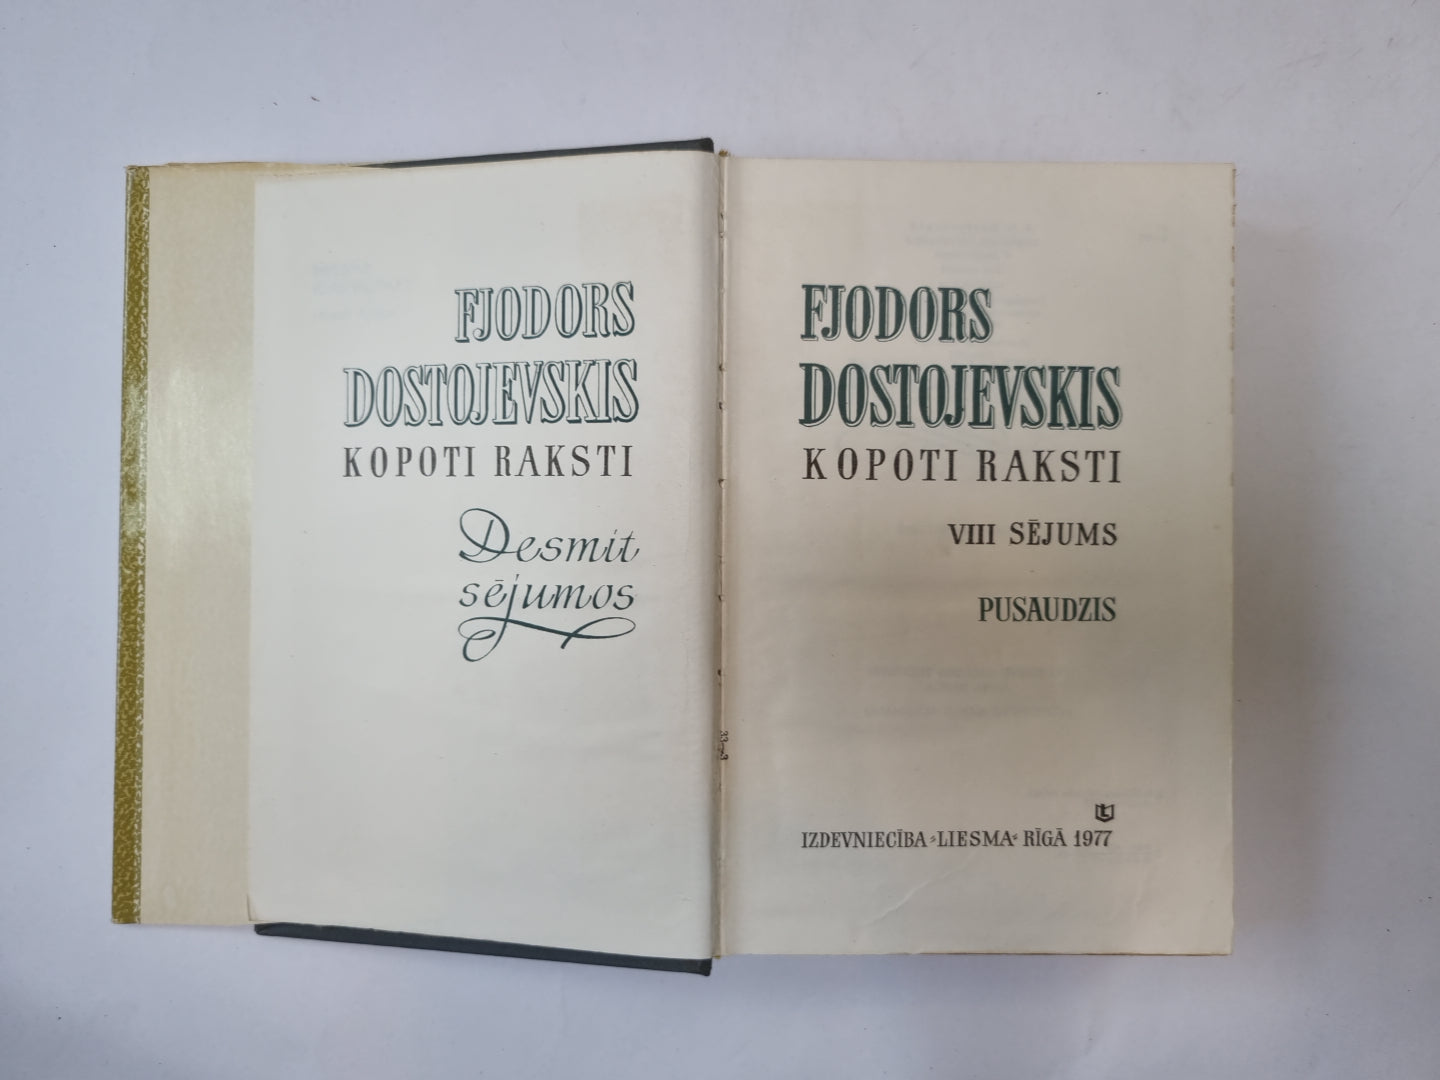 FJODORS
DOSTOJEVSKIS
KOPOTI RAKSTI
Desmit
sējumos
FJODORS
DOSTOJEVSKIS
KOPOTI RAKSTI
VIII SĒJUMS
PUSAUDZIS
IZDEVNIECĪBA «LIESMA» RĪGĀ 1977